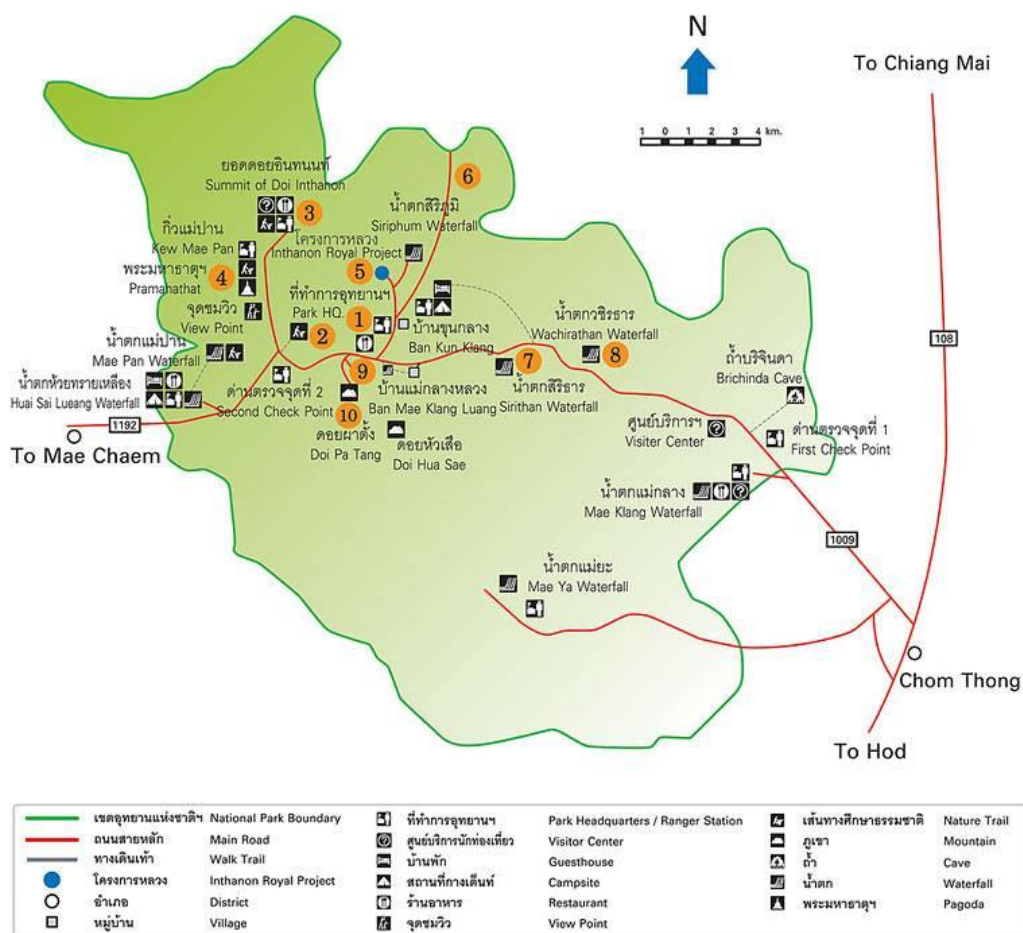 N
To Chiang Mai
1 0 1 2 3 4 km.
ยอดดอยอินทนนท์
Summit of Doi Inthanon
3
6
น้ำตกสิริภูมิ
Siriphum Waterfall
กิ่วแม่ปาน
Kew Mae Pan
โครงการหลวง
Inthanon Royal Project
5
4
พระมหาธาตุฯ
Pramahathat
ที่ทำการอุทยานฯ
Park HQ.
1
จุดชมวิว
View Point
2
บ้านขุนกลาง
Ban Kun Klang
น้ำตกวชิรธาร
Wachirathan Waterfall
8
108
น้ำตกแม่ปาน
Mae Pan Waterfall
7
ถ้ำบริจินดา
Brichinda Cave
น้ำตกห้วยทรายเหลือง
Huai Sai Lueang Waterfall
ด่านตรวจจุดที่ 2
Second Check Point
9
บ้านแม่กลางหลวง
Ban Mae Klang Luang
น้ำตกสิริธาร
Sirithan Waterfall
10
1192
To Mae Chaem
ดอยผาตั้ง
Doi Pa Tang
ดอยหัวเสือ
Doi Hua Sae
ศูนย์บริการฯ
Visiter Center
ด่านตรวจจุดที่ 1
First Check Point
น้ำตกแม่กลาง
Mae Klang Waterfall
1009
น้ำตกแม่ยะ
Mae Ya Waterfall
Chom Thong
To Hod
เขตอุทยานแห่งชาติฯ National Park Boundary
ถนนสายหลัก Main Road
ทางเดินเท้า Walk Trail
โครงการหลวง Inthanon Royal Project
อำเภอ District
หมู่บ้าน Village
ที่ทำการอุทยานฯ Park Headquarters / Ranger Station
ศูนย์บริการนักท่องเที่ยว Visitor Center
บ้านพัก Guesthouse
สถานที่กางเต็นท์ Campsite
ร้านอาหาร Restaurant
จุดชมวิว View Point
เส้นทางศึกษาธรรมชาติ Nature Trail
ภูเขา Mountain
ถ้ำ Cave
น้ำตก Waterfall
พระมหาธาตุฯ Pagoda